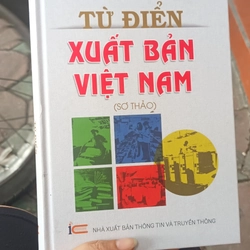 TỪ ĐIỂN
XUẤT BẢN
VIỆT NAM
(SƠ THẢO)
NHÀ XUẤT BẢN THÔNG TIN VÀ TRUYỀN THÔNG